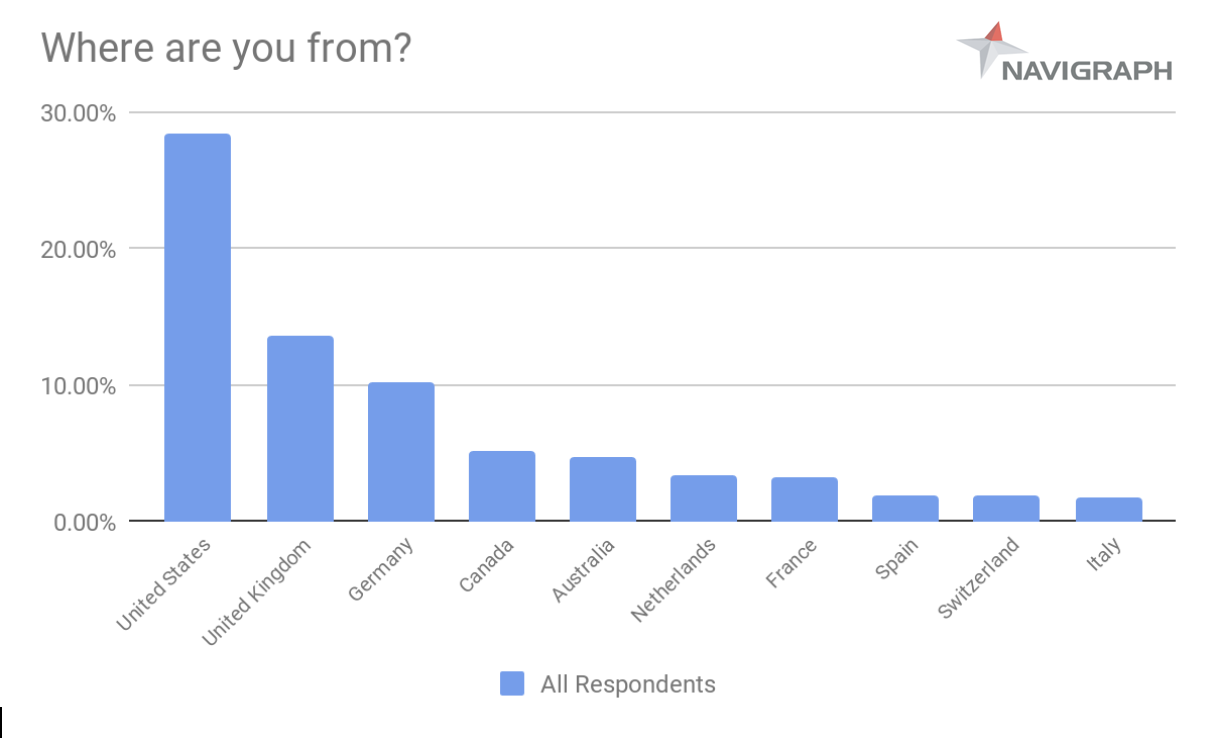 Where are you from?
NAVIGRAPH
30.00%
20.00%
10.00%
0.00%
United States
United Kingdom
Germany
Canada
Australia
Netherlands
France
Spain
Switzerland
Italy
All Respondents